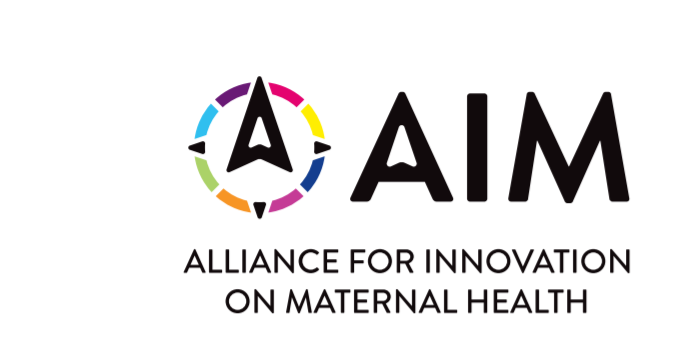 AIM
ALLIANCE FOR INNOVATION
ON MATERNAL HEALTH